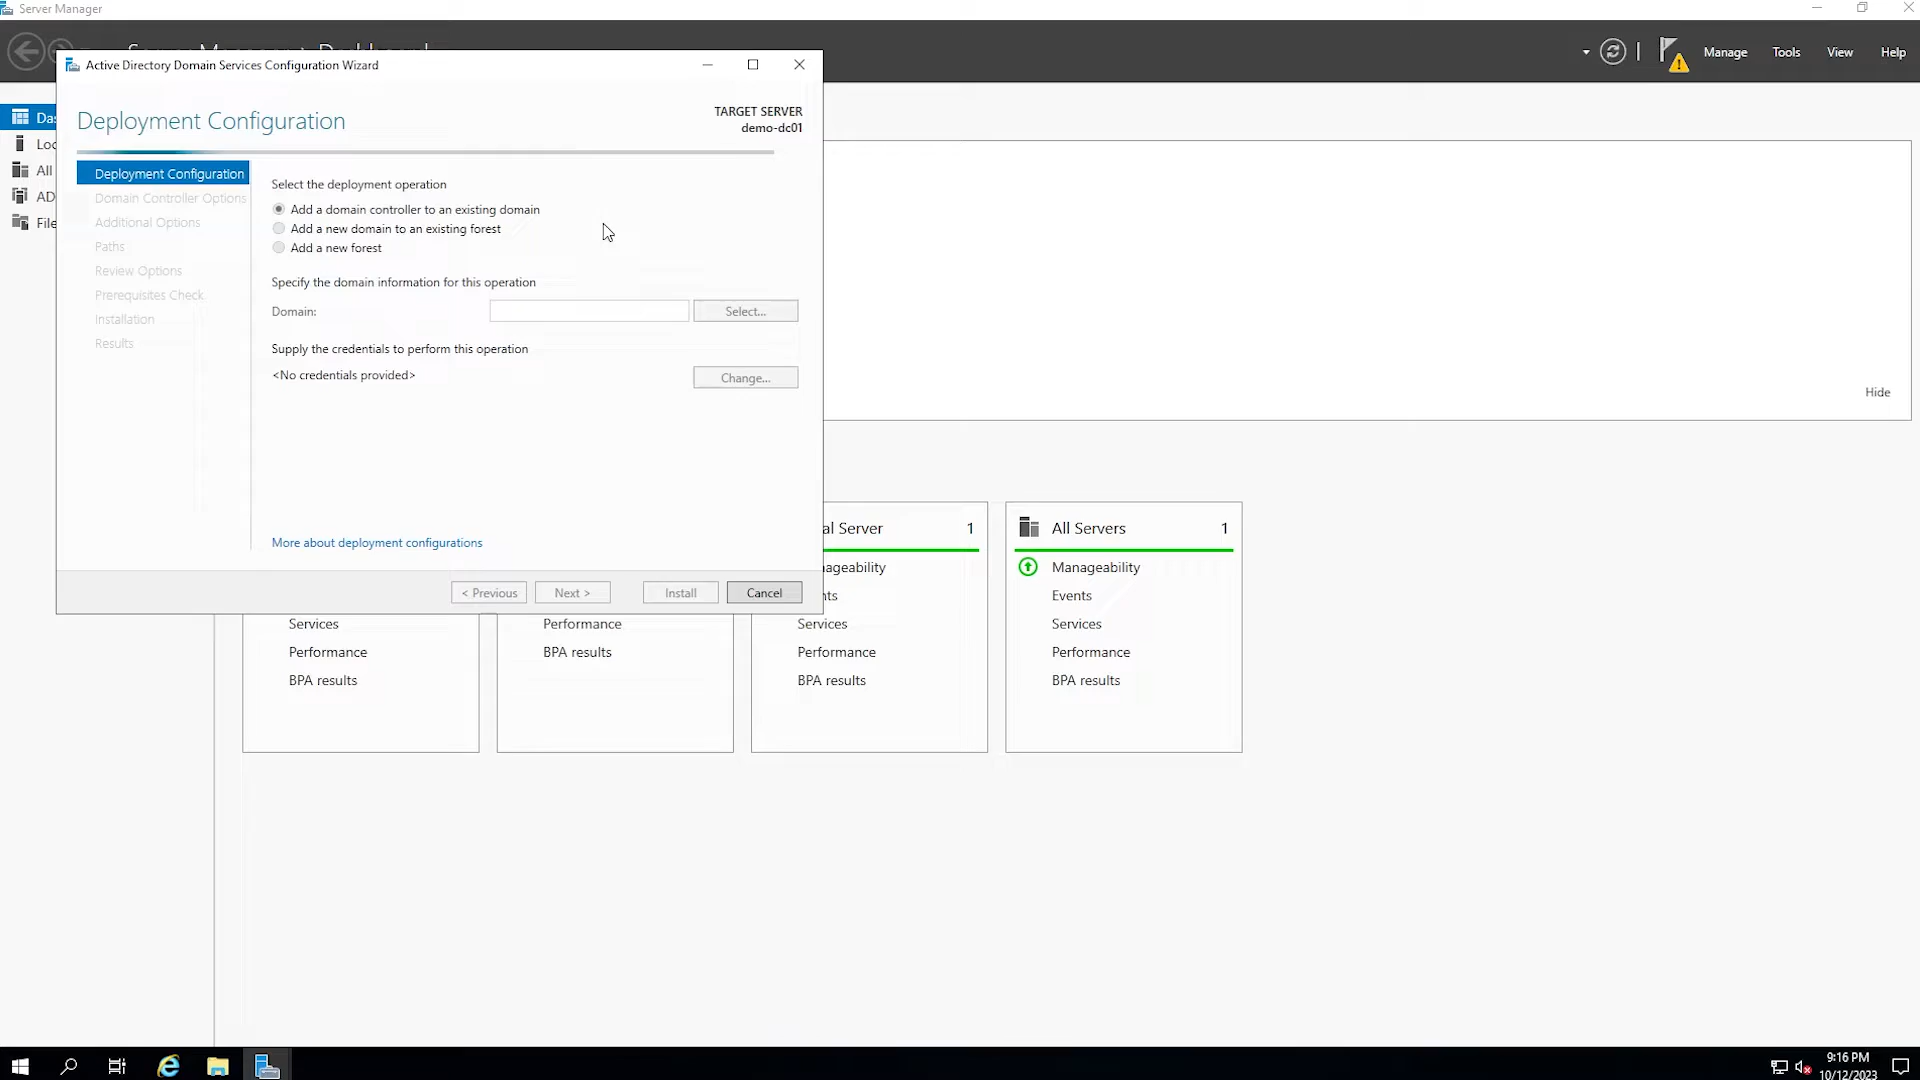 Server Manager
Manage
Tools
View
Help
Active Directory Domain Services Configuration Wizard
Deployment Configuration
TARGET SERVER
demo-dc01
Deployment Configuration
Domain Controller Options
Additional Options
Paths
Review Options
Prerequisites Check
Installation
Results
Select the deployment operation
Add a domain controller to an existing domain
Add a new domain to an existing forest
Add a new forest
Specify the domain information for this operation
Domain:
Select...
Supply the credentials to perform this operation
<No credentials provided>
Change...
More about deployment configurations
< Previous
Next >
Install
Cancel
Das
Loc
All
AD
File
Hide
Services
Performance
BPA results
Performance
BPA results
al Server 1
nageability
nts
Services
Performance
BPA results
All Servers 1
Manageability
Events
Services
Performance
BPA results
9:16 PM
10/12/2023